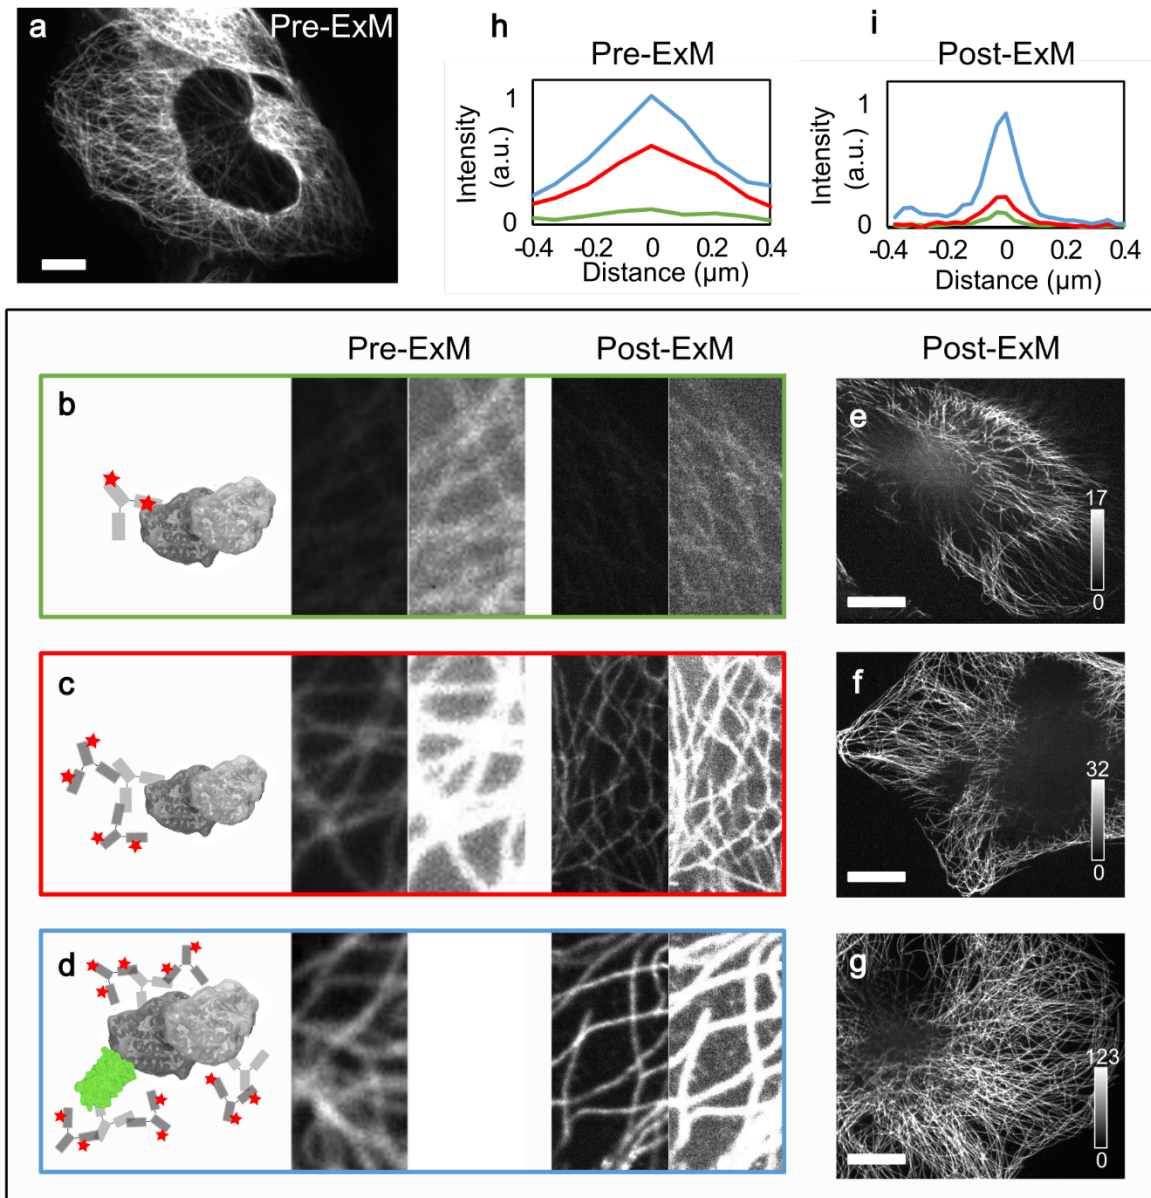 a
Pre-ExM
h
Pre-ExM
Intensity
(a.u.)
1
0
-0.4 -0.2 0 0.2 0.4
Distance (µm)
i
Post-ExM
Intensity
(a.u.)
1
0
-0.4 -0.2 0 0.2 0.4
Distance (µm)
Pre-ExM Post-ExM Post-ExM
b
e
17
0
c
f
32
0
d
g
123
0